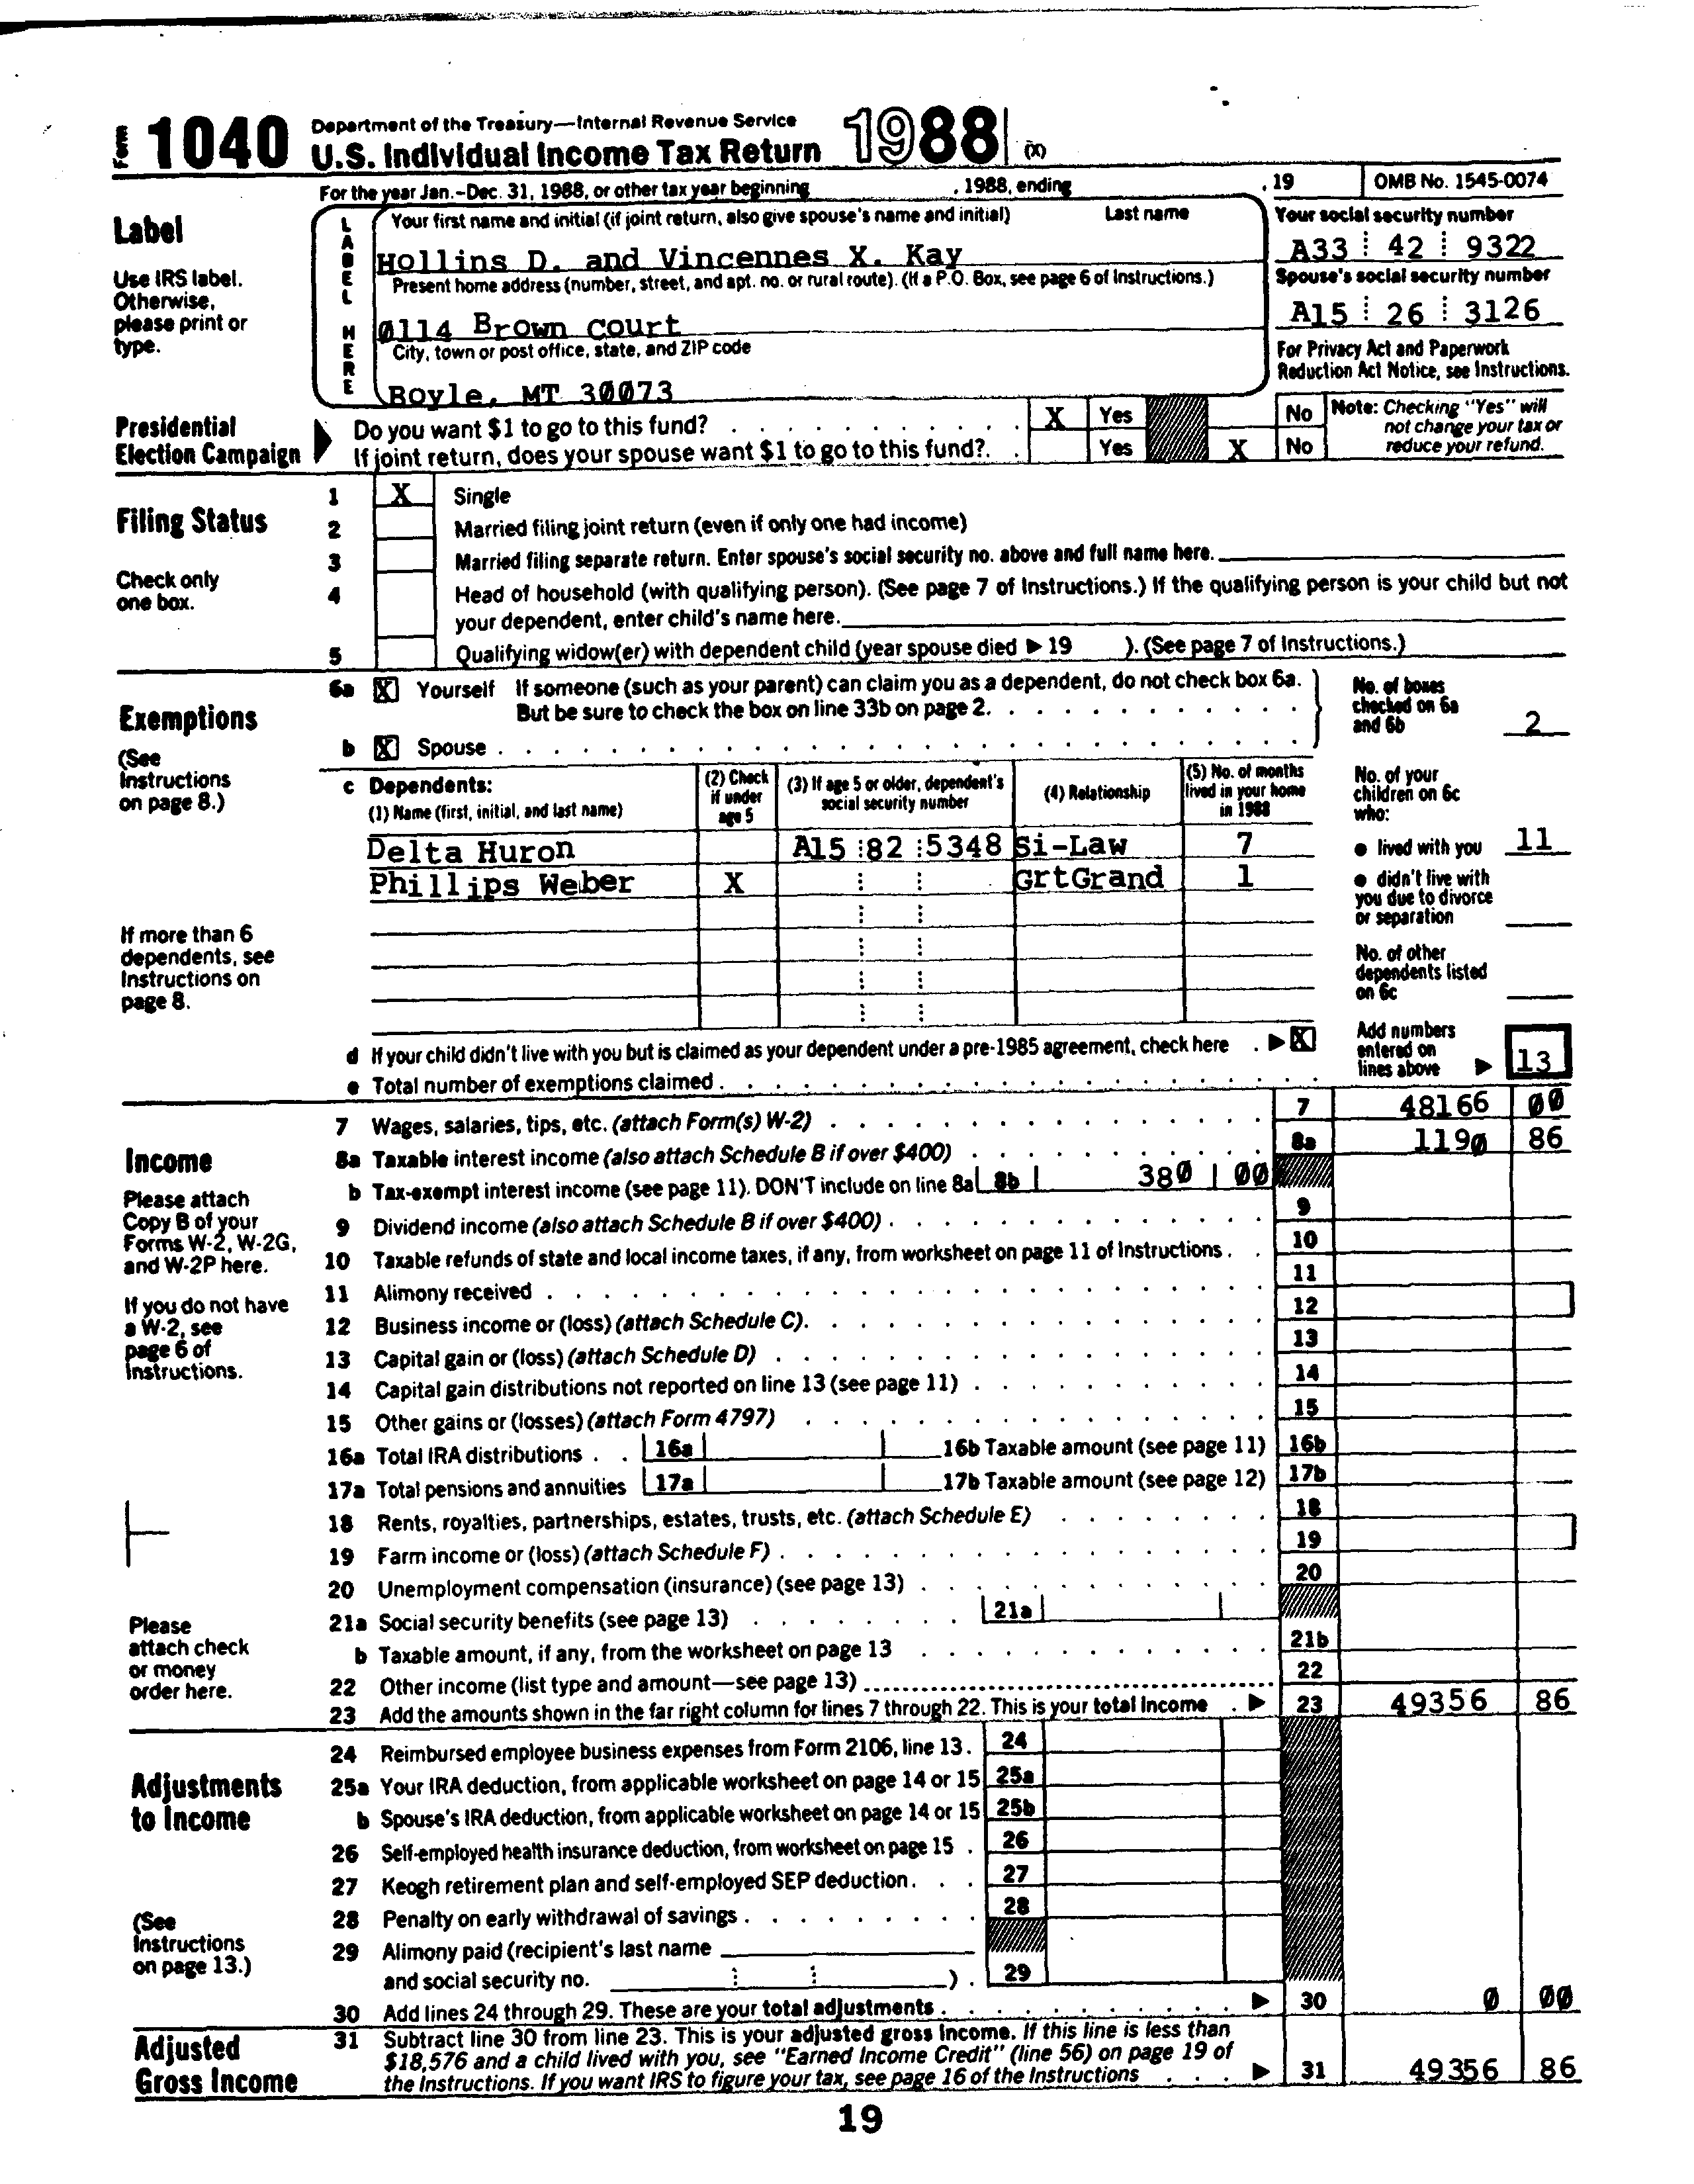 Form 1040 Department of the Treasury—Internal Revenue Service
U.S. Individual Income Tax Return 1988 (X)
For the year Jan.-Dec. 31, 1988, or other tax year beginning , 1988, ending , 19 OMB No. 1545-0074
Label
Use IRS label.
Otherwise,
please print or
type.
LABEL HERE
Your first name and initial (if joint return, also give spouse's name and initial) Last name
Hollins D. and Vincennes X. Kay
Present home address (number, street, and apt. no. or rural route). (If a P.O. Box, see page 6 of Instructions.)
0114 Brown Court
City, town or post office, state, and ZIP code
Boyle, MT 30073
Your social security number
A33 42 9322
Spouse's social security number
A15 26 3126
For Privacy Act and Paperwork
Reduction Act Notice, see Instructions.
Presidential
Election Campaign
Do you want $1 to go to this fund? X Yes No
If joint return, does your spouse want $1 to go to this fund? Yes X No
Note: Checking "Yes" will
not change your tax or
reduce your refund.
Filing Status
Check only
one box.
1 X Single
2 Married filing joint return (even if only one had income)
3 Married filing separate return. Enter spouse's social security no. above and full name here.
4 Head of household (with qualifying person). (See page 7 of Instructions.) If the qualifying person is your child but not
your dependent, enter child's name here.
5 Qualifying widow(er) with dependent child (year spouse died ▶ 19 ). (See page 7 of Instructions.)
Exemptions
(See
Instructions
on page 8.)
If more than 6
dependents, see
Instructions on
page 8.
6a X Yourself If someone (such as your parent) can claim you as a dependent, do not check box 6a.
But be sure to check the box on line 33b on page 2.
b X Spouse
No. of boxes
checked on 6a
and 6b 2
c Dependents:
(1) Name (first, initial, and last name)
(2) Check
if under
age 5
(3) If age 5 or older, dependent's
social security number
(4) Relationship
(5) No. of months
lived in your home
in 1988
Delta Huron A15 82 5348 Si-Law 7
Phillips Weber X GrtGrand 1
No. of your
children on 6c
who:
● lived with you 11
● didn't live with
you due to divorce
or separation
No. of other
dependents listed
on 6c
d If your child didn't live with you but is claimed as your dependent under a pre-1985 agreement, check here ▶ X
e Total number of exemptions claimed
Add numbers
entered on
lines above ▶ 13
Income
Please attach
Copy B of your
Forms W-2, W-2G,
and W-2P here.
If you do not have
a W-2, see
page 6 of
Instructions.
Please
attach check
or money
order here.
7 Wages, salaries, tips, etc. (attach Form(s) W-2) 7 48166 00
8a Taxable interest income (also attach Schedule B if over $400) 8a 1190 86
b Tax-exempt interest income (see page 11). DON'T include on line 8a 8b 380 00
9 Dividend income (also attach Schedule B if over $400) 9
10 Taxable refunds of state and local income taxes, if any, from worksheet on page 11 of Instructions 10
11 Alimony received 11
12 Business income or (loss) (attach Schedule C) 12
13 Capital gain or (loss) (attach Schedule D) 13
14 Capital gain distributions not reported on line 13 (see page 11) 14
15 Other gains or (losses) (attach Form 4797) 15
16a Total IRA distributions 16a 16b Taxable amount (see page 11) 16b
17a Total pensions and annuities 17a 17b Taxable amount (see page 12) 17b
18 Rents, royalties, partnerships, estates, trusts, etc. (attach Schedule E) 18
19 Farm income or (loss) (attach Schedule F) 19
20 Unemployment compensation (insurance) (see page 13) 20
21a Social security benefits (see page 13) 21a
b Taxable amount, if any, from the worksheet on page 13 21b
22 Other income (list type and amount—see page 13) 22
23 Add the amounts shown in the far right column for lines 7 through 22. This is your total income ▶ 23 49356 86
Adjustments
to Income
(See
Instructions
on page 13.)
24 Reimbursed employee business expenses from Form 2106, line 13. 24
25a Your IRA deduction, from applicable worksheet on page 14 or 15 25a
b Spouse's IRA deduction, from applicable worksheet on page 14 or 15 25b
26 Self-employed health insurance deduction, from worksheet on page 15 26
27 Keogh retirement plan and self-employed SEP deduction 27
28 Penalty on early withdrawal of savings 28
29 Alimony paid (recipient's last name
and social security no. ) 29
30 Add lines 24 through 29. These are your total adjustments ▶ 30 0 00
Adjusted
Gross Income
31 Subtract line 30 from line 23. This is your adjusted gross income. If this line is less than
$18,576 and a child lived with you, see "Earned Income Credit" (line 56) on page 19 of
the Instructions. If you want IRS to figure your tax, see page 16 of the Instructions ▶ 31 49356 86
19